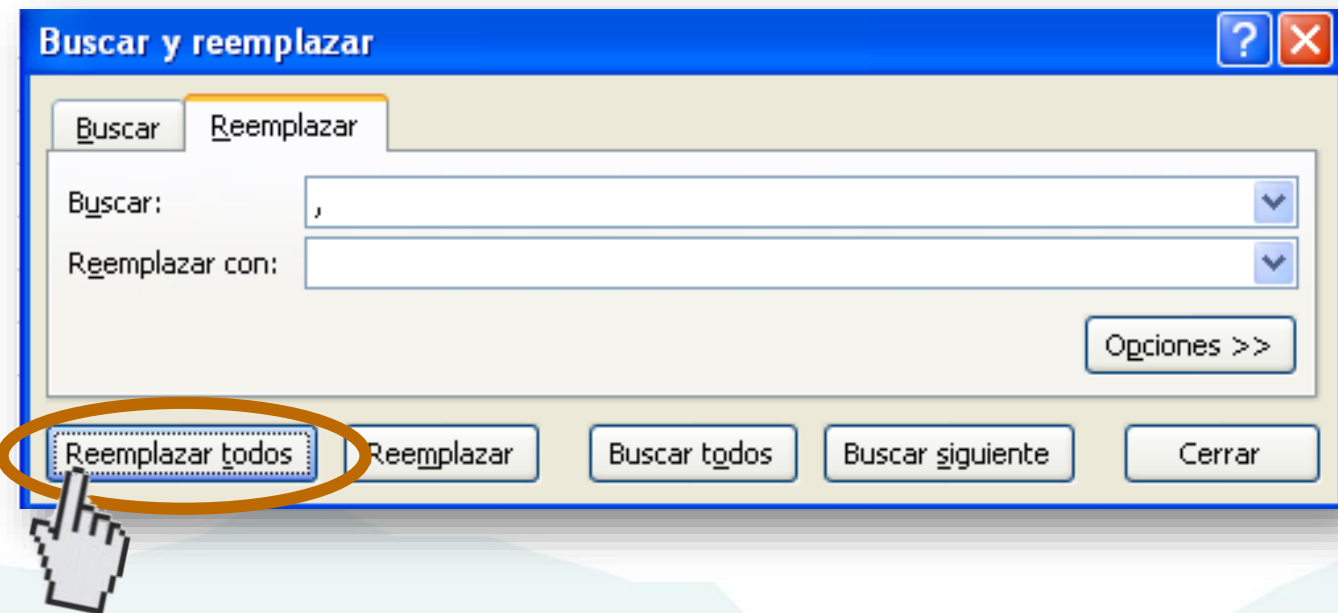 Buscar y reemplazar
Buscar Reemplazar
Buscar: ,
Reemplazar con:
Opciones >>
Reemplazar todos Reemplazar Buscar todos Buscar siguiente Cerrar